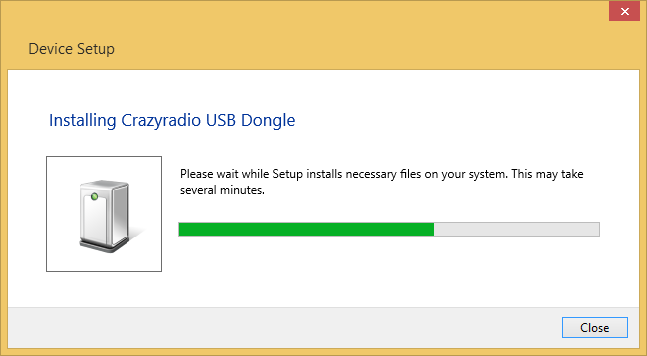 Device Setup
Installing Crazyradio USB Dongle
Please wait while Setup installs necessary files on your system. This may take
several minutes.
Close